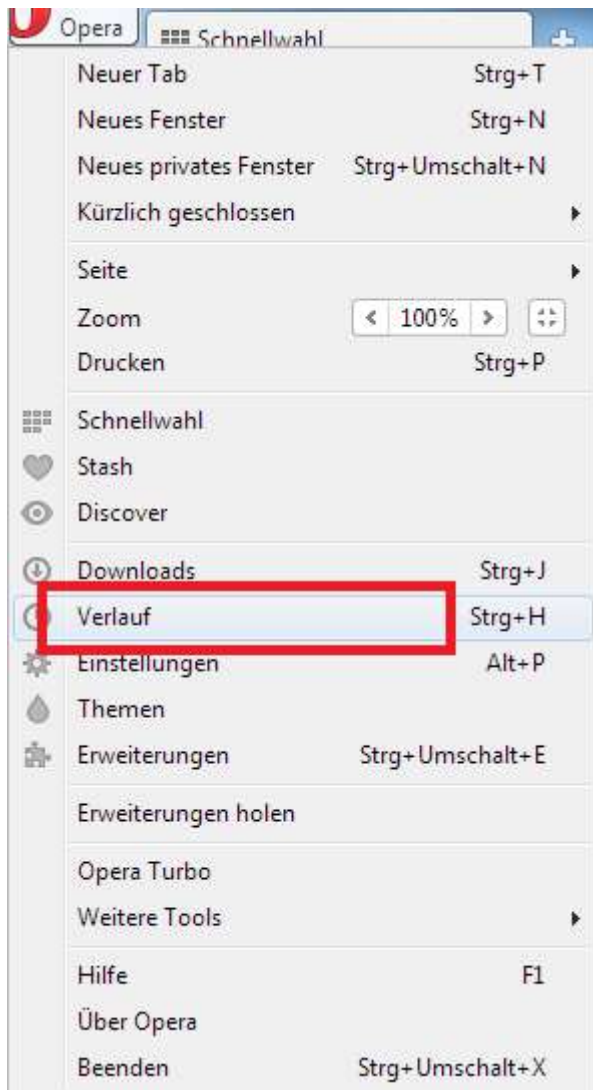 Opera Schnellwahl
Neuer Tab Strg+T
Neues Fenster Strg+N
Neues privates Fenster Strg+Umschalt+N
Kürzlich geschlossen
Seite
Zoom < 100% >
Drucken Strg+P
Schnellwahl
Stash
Discover
Downloads Strg+J
Verlauf Strg+H
Einstellungen Alt+P
Themen
Erweiterungen Strg+Umschalt+E
Erweiterungen holen
Opera Turbo
Weitere Tools
Hilfe F1
Über Opera
Beenden Strg+Umschalt+X